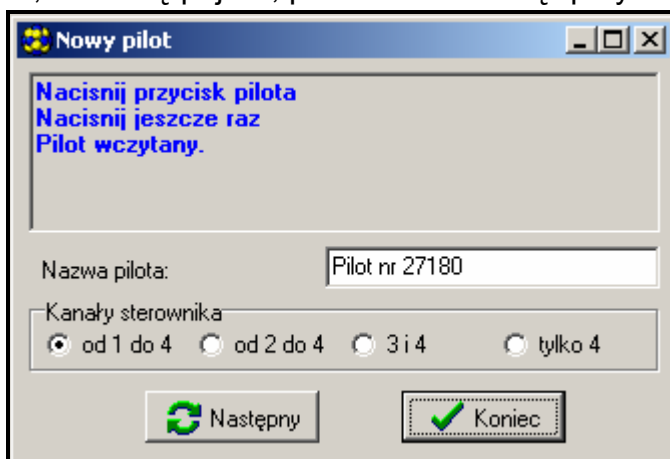 Nowy pilot
Nacisnij przycisk pilota
Nacisnij jeszcze raz
Pilot wczytany.
Nazwa pilota:
Pilot nr 27180
Kanały sterownika
od 1 do 4
od 2 do 4
3 i 4
tylko 4
Następny
Koniec